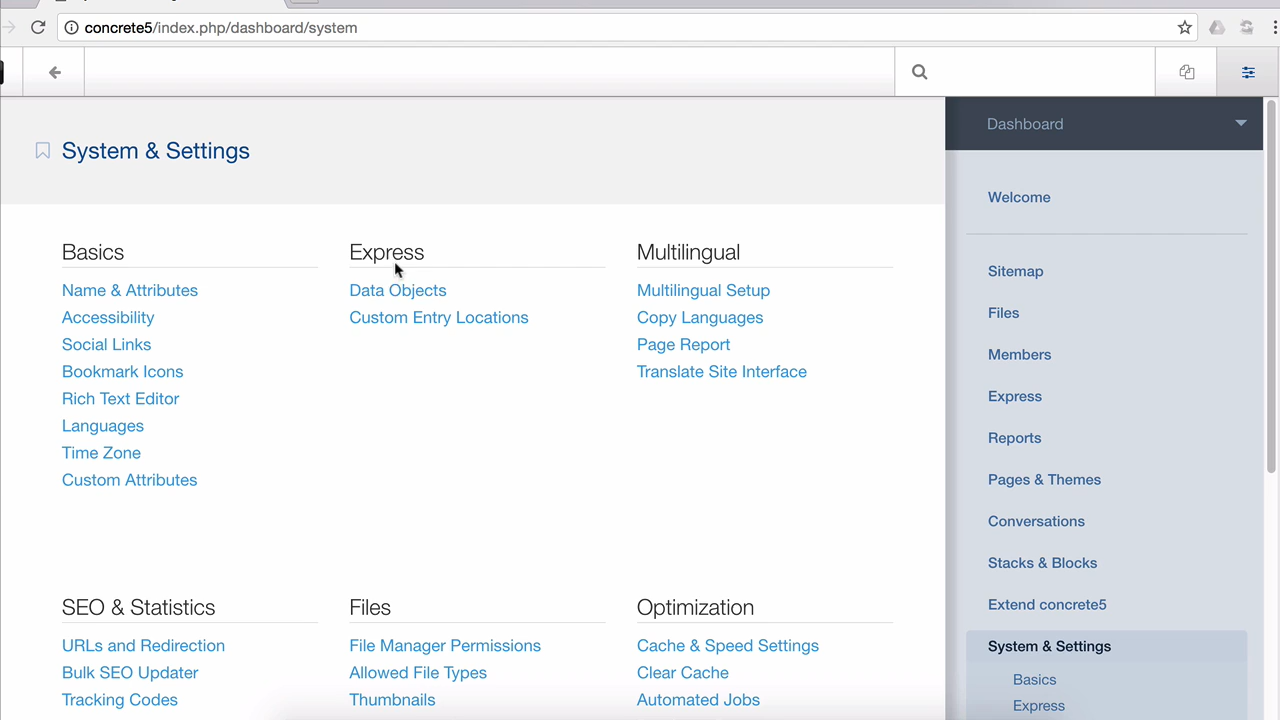 concrete5/index.php/dashboard/system
System & Settings
Basics
Name & Attributes
Accessibility
Social Links
Bookmark Icons
Rich Text Editor
Languages
Time Zone
Custom Attributes
Express
Data Objects
Custom Entry Locations
Multilingual
Multilingual Setup
Copy Languages
Page Report
Translate Site Interface
SEO & Statistics
URLs and Redirection
Bulk SEO Updater
Tracking Codes
Files
File Manager Permissions
Allowed File Types
Thumbnails
Optimization
Cache & Speed Settings
Clear Cache
Automated Jobs
Dashboard
Welcome
Sitemap
Files
Members
Express
Reports
Pages & Themes
Conversations
Stacks & Blocks
Extend concrete5
System & Settings
Basics
Express